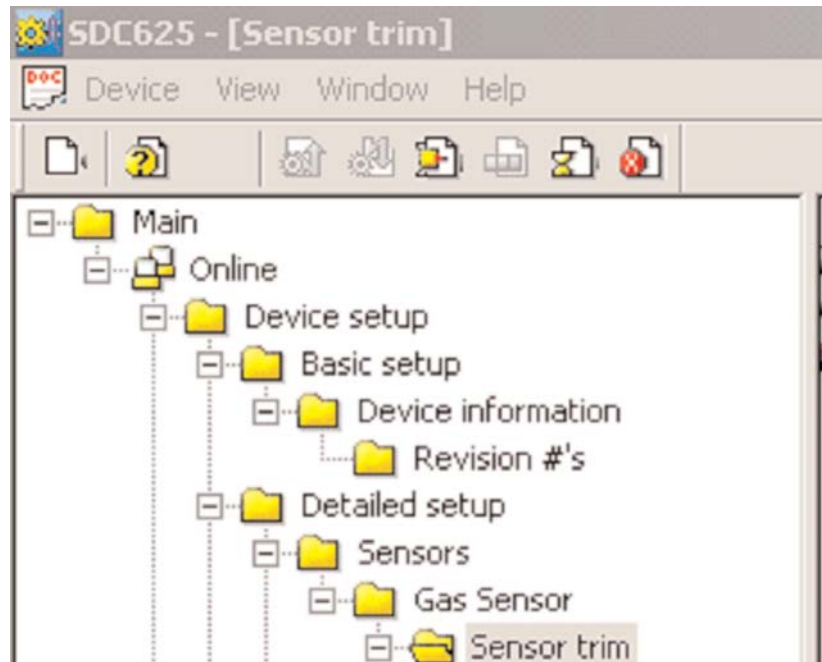 SDC625 - [Sensor trim]
DOC
Device View Window Help
Main
Online
Device setup
Basic setup
Device information
Revision #'s
Detailed setup
Sensors
Gas Sensor
Sensor trim